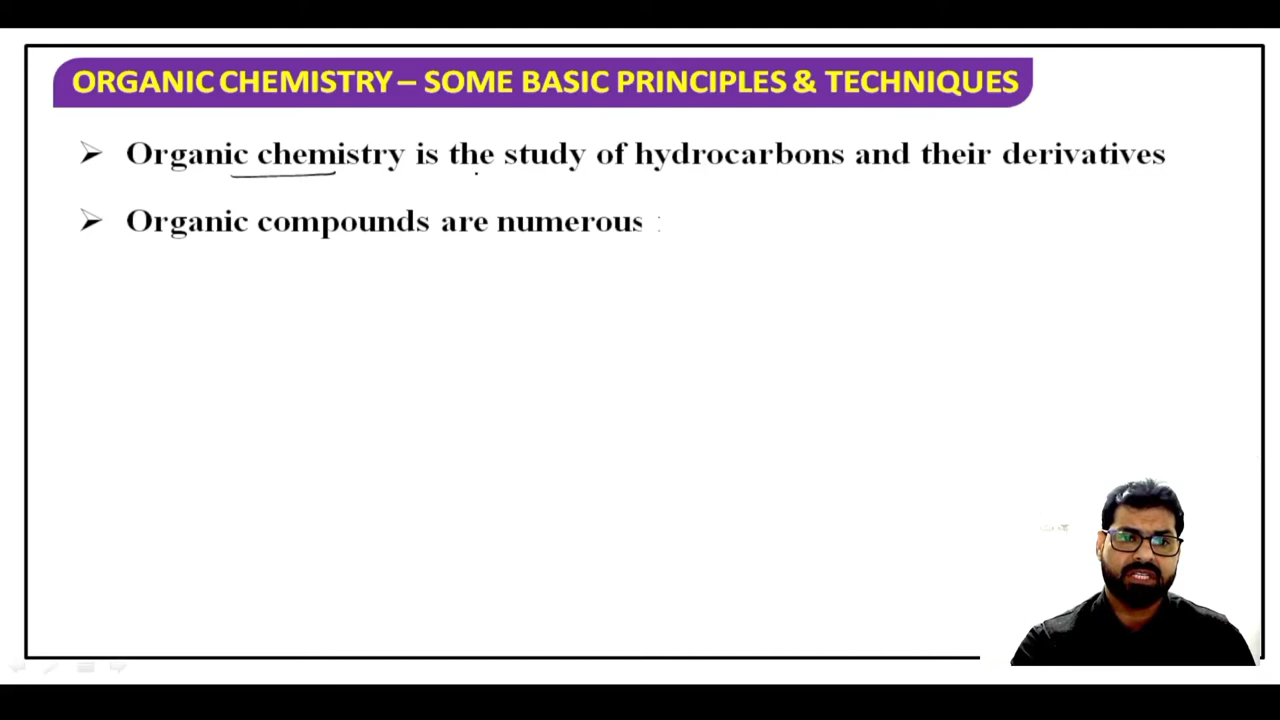 ORGANIC CHEMISTRY – SOME BASIC PRINCIPLES & TECHNIQUES
➢ Organic chemistry is the study of hydrocarbons and their derivatives
➢ Organic compounds are numerous